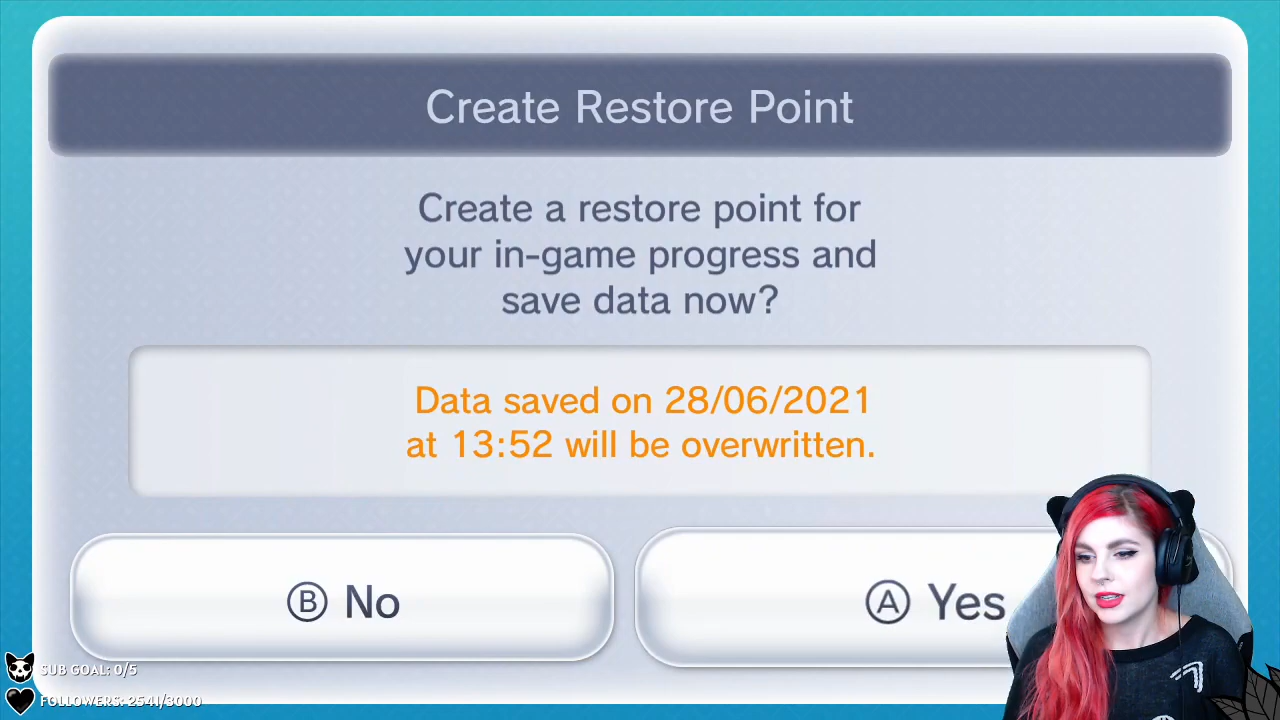 Create Restore Point
Create a restore point for
your in-game progress and
save data now?
Data saved on 28/06/2021
at 13:52 will be overwritten.
Ⓑ No
Ⓐ Yes
SUB GOAL: 0/5
FOLLOWERS: 2541/3000